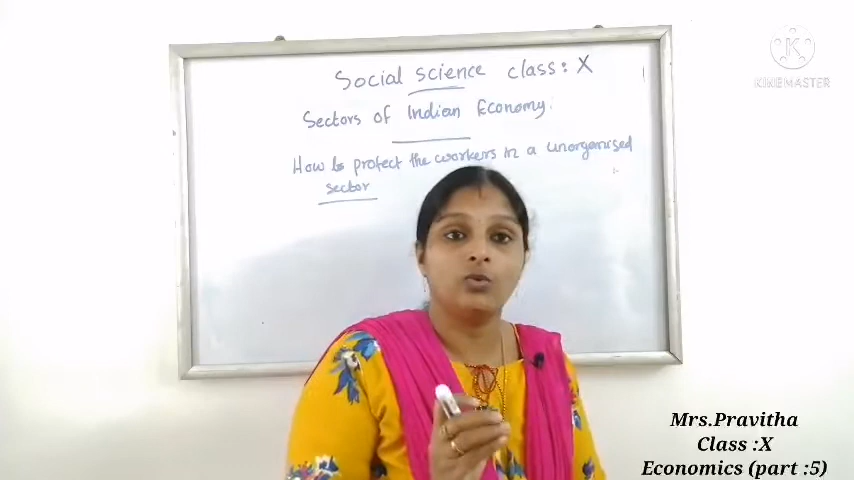 Social science class : X
Sectors of Indian Economy.
How to protect the workers in a unorganised
sector
KINEMASTER
Mrs.Pravitha
Class :X
Economics (part :5)